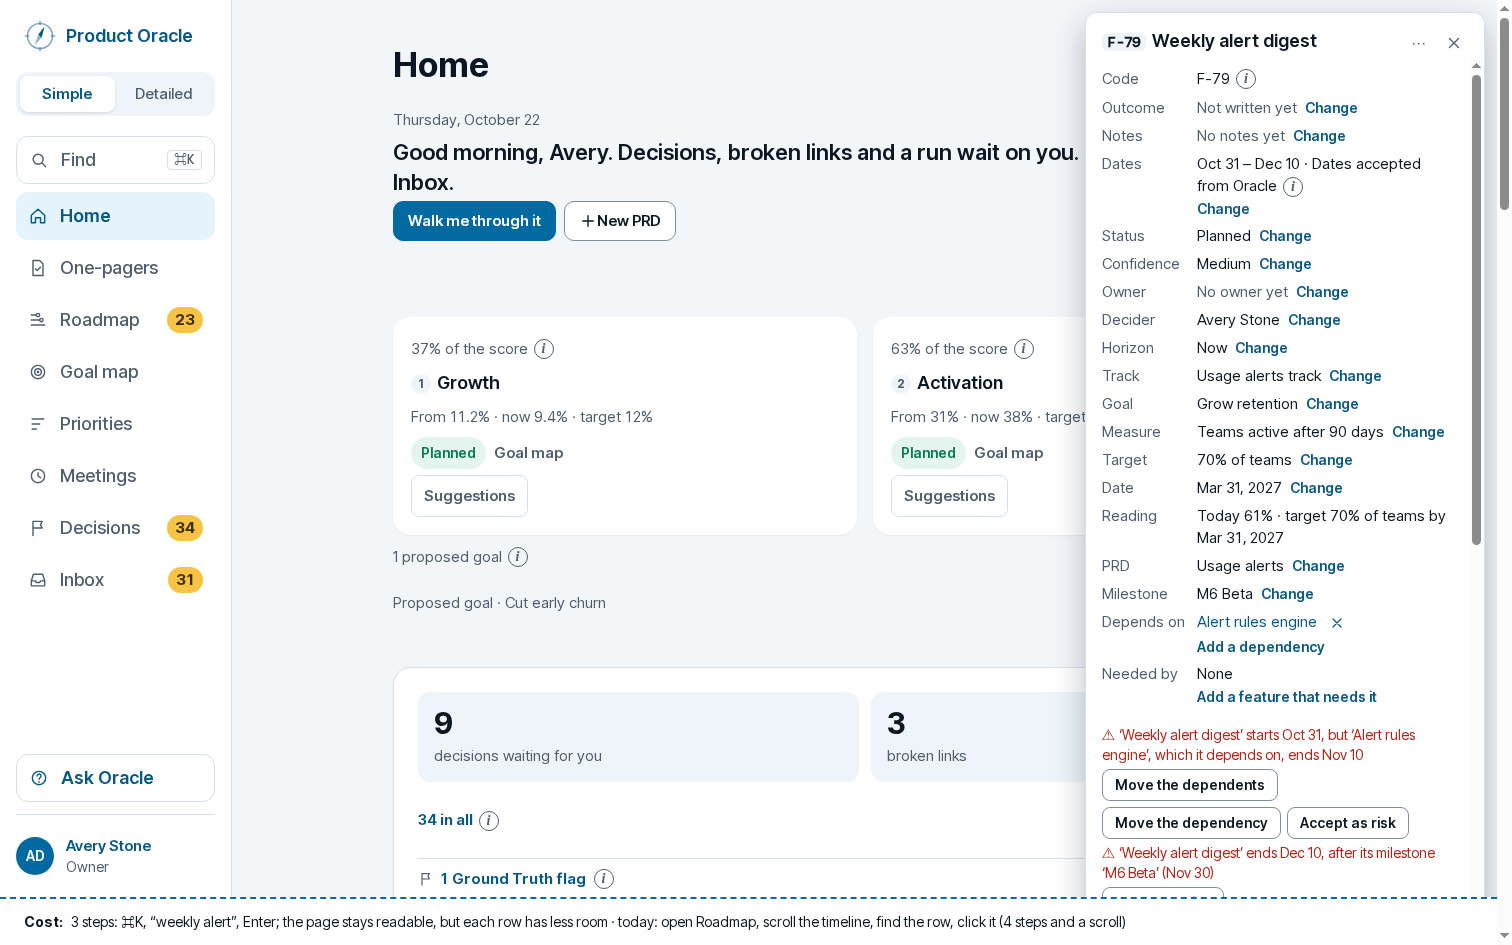 Product Oracle
Simple
Detailed
Find
⌘K
Home
One-pagers
Roadmap
23
Goal map
Priorities
Meetings
Decisions
34
Inbox
31
Ask Oracle
AD
Avery Stone
Owner
Home
Thursday, October 22
Good morning, Avery. Decisions, broken links and a run wait on you.
Inbox.
Walk me through it
New PRD
37% of the score
1 Growth
From 11.2% · now 9.4% · target 12%
Planned
Goal map
Suggestions
63% of the score
2 Activation
From 31% · now 38% · target
Planned
Goal map
Suggestions
1 proposed goal
Proposed goal · Cut early churn
9
decisions waiting for you
3
broken links
34 in all
1 Ground Truth flag
F-79 Weekly alert digest
Code F-79
Outcome Not written yet Change
Notes No notes yet Change
Dates Oct 31 – Dec 10 · Dates accepted
from Oracle
Change
Status Planned Change
Confidence Medium Change
Owner No owner yet Change
Decider Avery Stone Change
Horizon Now Change
Track Usage alerts track Change
Goal Grow retention Change
Measure Teams active after 90 days Change
Target 70% of teams Change
Date Mar 31, 2027 Change
Reading Today 61% · target 70% of teams by
Mar 31, 2027
PRD Usage alerts Change
Milestone M6 Beta Change
Depends on Alert rules engine
Add a dependency
Needed by None
Add a feature that needs it
⚠ ‘Weekly alert digest’ starts Oct 31, but ‘Alert rules
engine’, which it depends on, ends Nov 10
Move the dependents
Move the dependency
Accept as risk
⚠ ‘Weekly alert digest’ ends Dec 10, after its milestone
‘M6 Beta’ (Nov 30)
Cost: 3 steps: ⌘K, “weekly alert”, Enter; the page stays readable, but each row has less room · today: open Roadmap, scroll the timeline, find the row, click it (4 steps and a scroll)